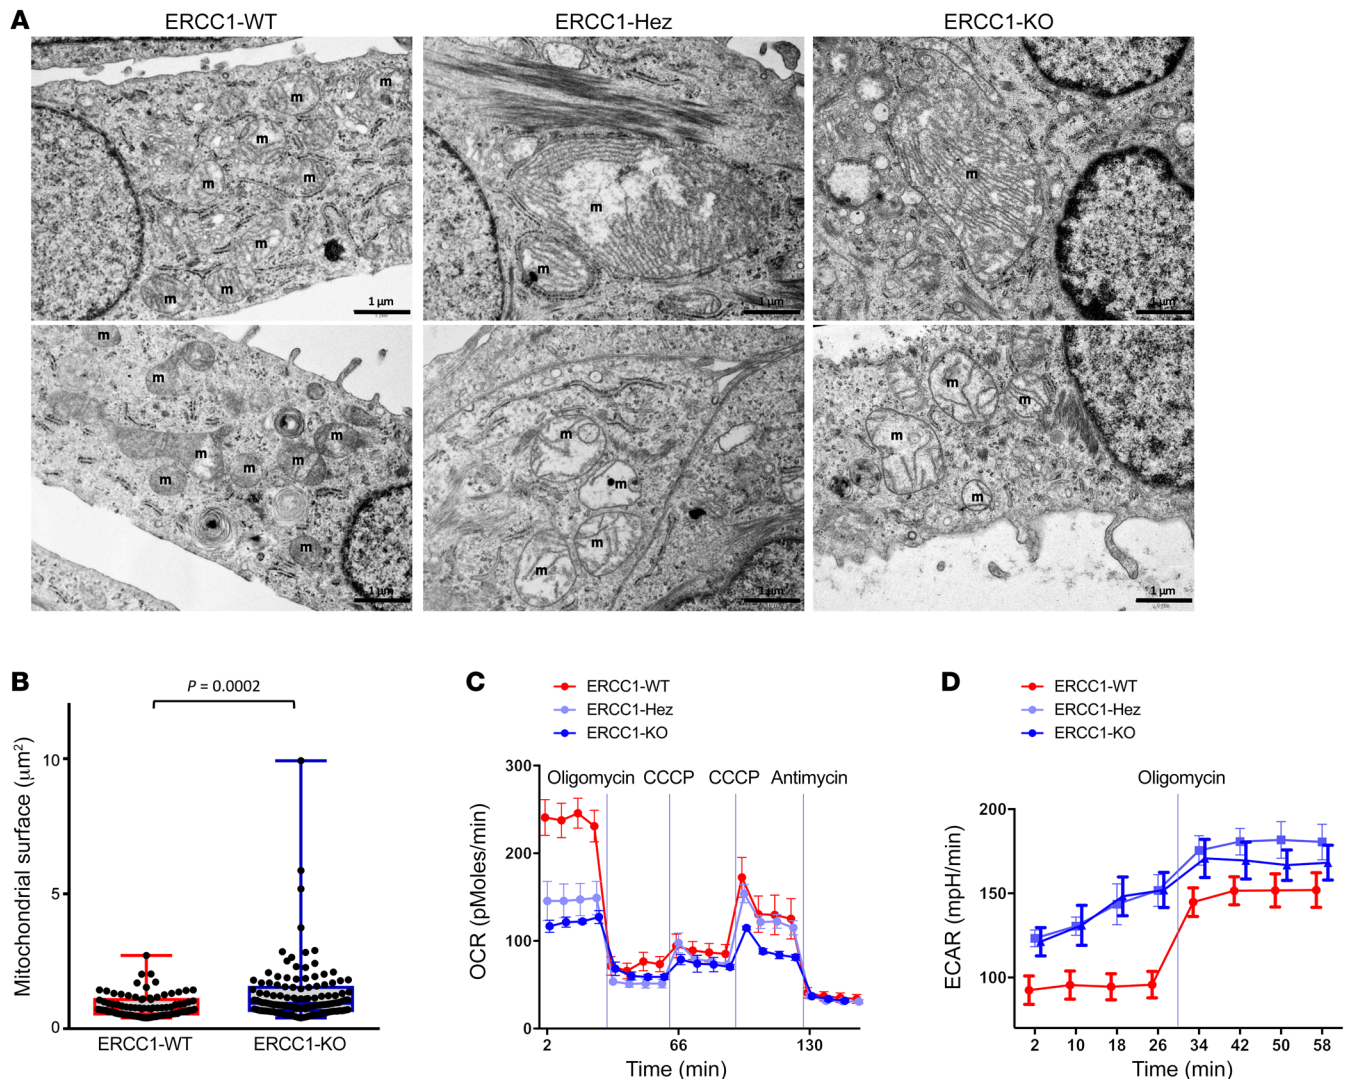 A
ERCC1-WT
ERCC1-Hez
ERCC1-KO
m m
m
m m
m
m m
1 µm
m
m
1 µm
m
1 µm
m
m
m
m m m
m
m
1 µm
m
m
m
m
1 µm
m
m
m
m
1 µm
B
P = 0.0002
Mitochondrial surface (µm²)
10
5
0
ERCC1-WT
ERCC1-KO
C
ERCC1-WT
ERCC1-Hez
ERCC1-KO
Oligomycin CCCP CCCP Antimycin
OCR (pMoles/min)
300
200
100
0
2 66 130
Time (min)
D
ERCC1-WT
ERCC1-Hez
ERCC1-KO
Oligomycin
ECAR (mpH/min)
200
150
100
2 10 18 26 34 42 50 58
Time (min)